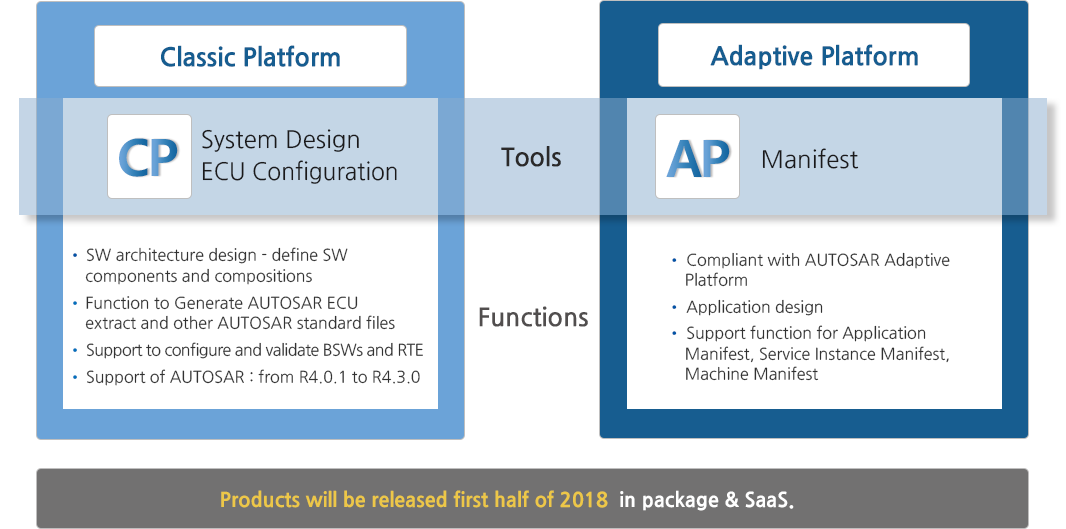 Classic Platform
CP
System Design
ECU Configuration
• SW architecture design - define SW
components and compositions
• Function to Generate AUTOSAR ECU
extract and other AUTOSAR standard files
• Support to configure and validate BSWs and RTE
• Support of AUTOSAR : from R4.0.1 to R4.3.0
Tools
Functions
Adaptive Platform
AP
Manifest
• Compliant with AUTOSAR Adaptive
Platform
• Application design
• Support function for Application
Manifest, Service Instance Manifest,
Machine Manifest
Products will be released first half of 2018 in package & SaaS.